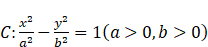 C: x²/a² − y²/b² = 1(a > 0, b > 0)